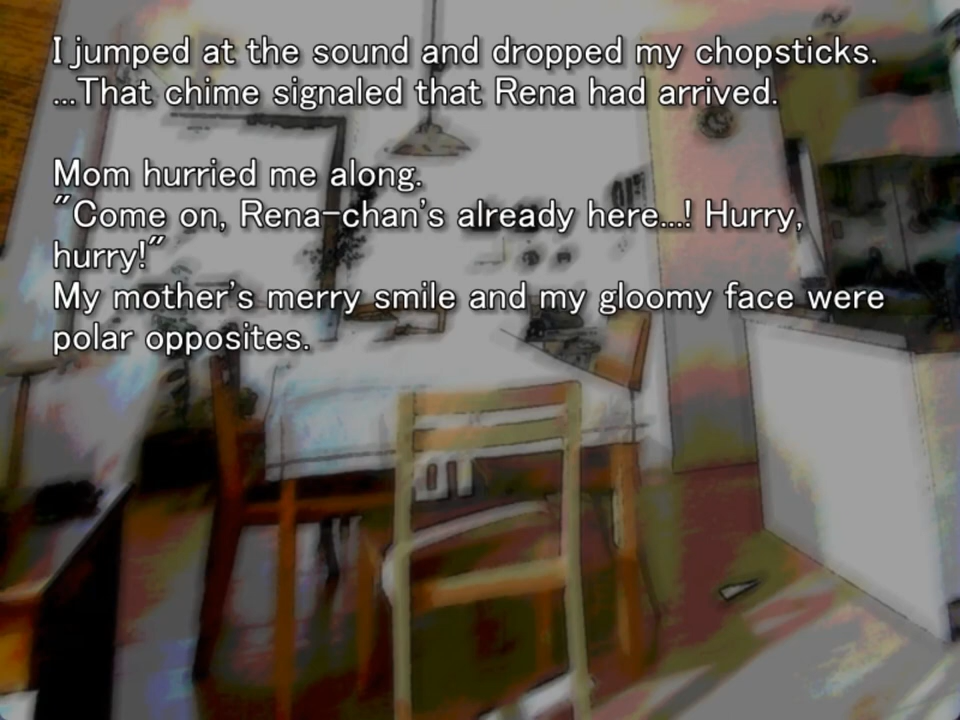 I jumped at the sound and dropped my chopsticks.
...That chime signaled that Rena had arrived.
Mom hurried me along.
"Come on, Rena-chan's already here...! Hurry,
hurry!"
My mother's merry smile and my gloomy face were
polar opposites.